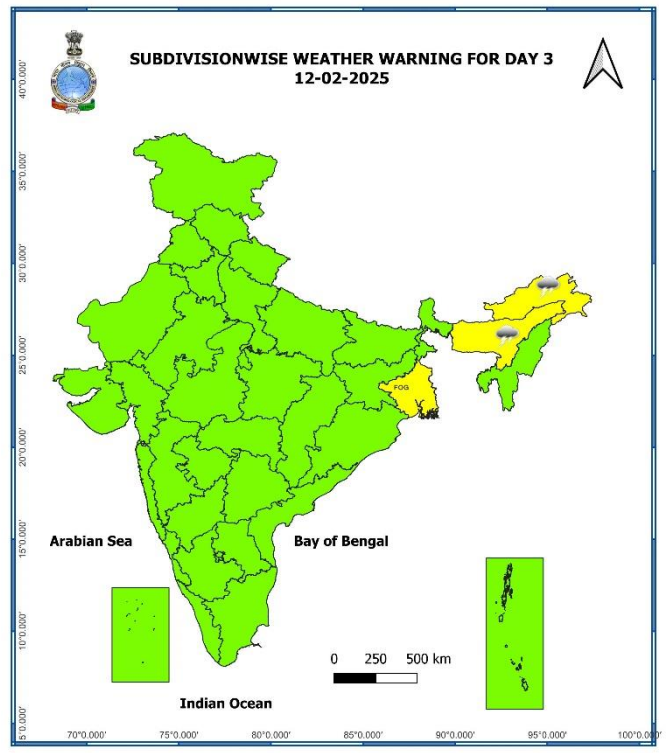 SUBDIVISIONWISE WEATHER WARNING FOR DAY 3
12-02-2025
40°0.000'
35°0.000'
30°0.000'
25°0.000'
20°0.000'
15°0.000'
10°0.000'
5°0.000'
FOG
Arabian Sea
Bay of Bengal
0 250 500 km
Indian Ocean
70°0.000' 75°0.000' 80°0.000' 85°0.000' 90°0.000' 95°0.000' 100°0.000'